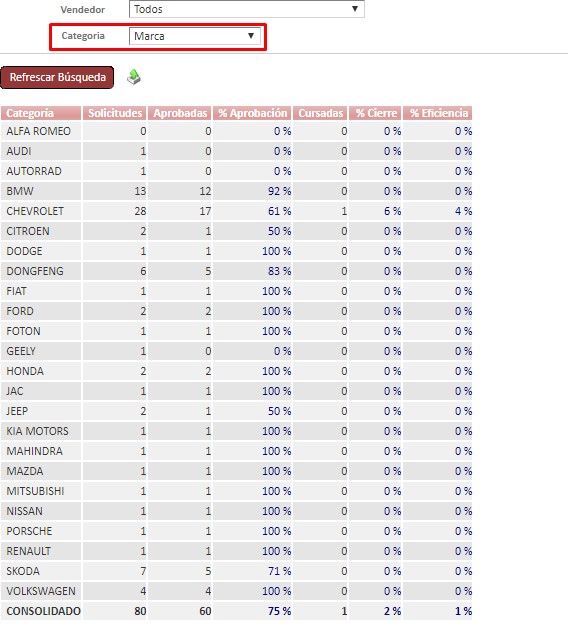 Vendedor Todos
Categoria Marca
Refrescar Búsqueda
Categoría Solicitudes Aprobadas % Aprobación Cursadas % Cierre % Eficiencia
ALFA ROMEO 0 0 0 % 0 0 % 0 %
AUDI 1 0 0 % 0 0 % 0 %
AUTORRAD 1 0 0 % 0 0 % 0 %
BMW 13 12 92 % 0 0 % 0 %
CHEVROLET 28 17 61 % 1 6 % 4 %
CITROEN 2 1 50 % 0 0 % 0 %
DODGE 1 1 100 % 0 0 % 0 %
DONGFENG 6 5 83 % 0 0 % 0 %
FIAT 1 1 100 % 0 0 % 0 %
FORD 2 2 100 % 0 0 % 0 %
FOTON 1 1 100 % 0 0 % 0 %
GEELY 1 0 0 % 0 0 % 0 %
HONDA 2 2 100 % 0 0 % 0 %
JAC 1 1 100 % 0 0 % 0 %
JEEP 2 1 50 % 0 0 % 0 %
KIA MOTORS 1 1 100 % 0 0 % 0 %
MAHINDRA 1 1 100 % 0 0 % 0 %
MAZDA 1 1 100 % 0 0 % 0 %
MITSUBISHI 1 1 100 % 0 0 % 0 %
NISSAN 1 1 100 % 0 0 % 0 %
PORSCHE 1 1 100 % 0 0 % 0 %
RENAULT 1 1 100 % 0 0 % 0 %
SKODA 7 5 71 % 0 0 % 0 %
VOLKSWAGEN 4 4 100 % 0 0 % 0 %
CONSOLIDADO 80 60 75 % 1 2 % 1 %